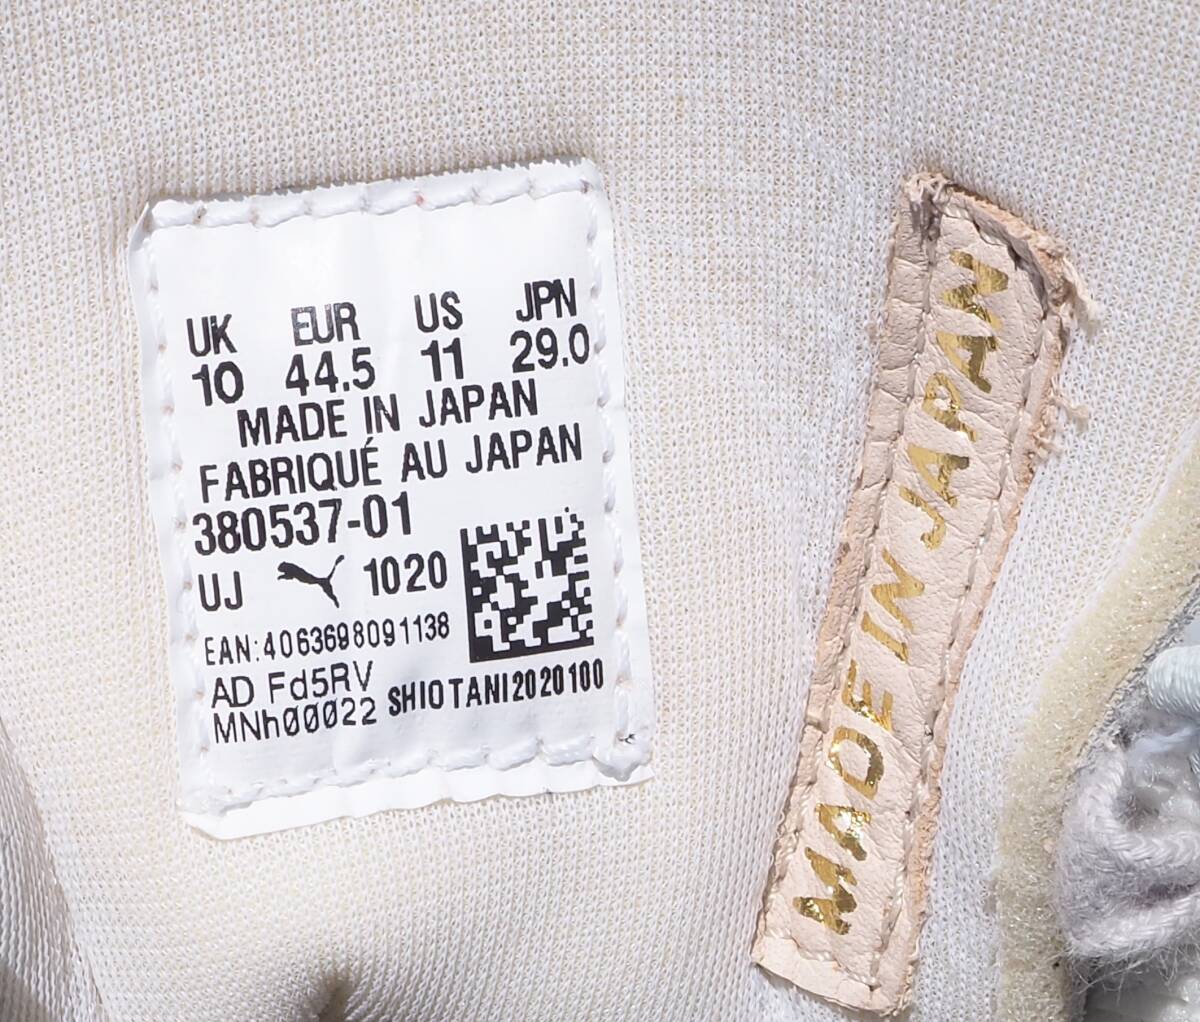 UK EUR US JPN
10 44.5 11 29.0
MADE IN JAPAN
FABRIQUÉ AU JAPAN
380537-01
UJ 1020
EAN:4063698091138
AD Fd5RV
MNh00022 SHIOTANI2020100
MADE IN JAPAN